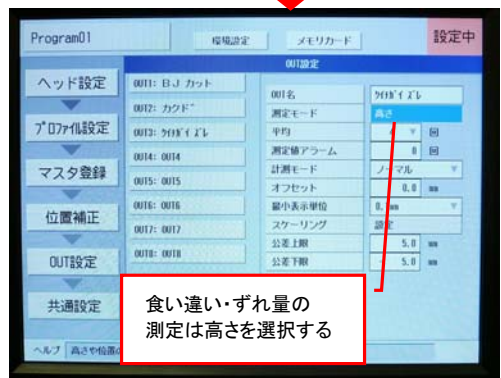 Program01
環境設定
メモリカード
設定中
OUT設定
ヘッド設定
プロファイル設定
マスタ登録
位置補正
OUT設定
共通設定
OUT1: BJ カット
OUT2: カクド
OUT3: クイチガイ ズレ
OUT4: OUT4
OUT5: OUT5
OUT6: OUT6
OUT7: OUT7
OUT8: OUT8
OUT名 クイチガイ ズレ
測定モード 高さ
平均 回
測定値アラーム 0 回
計測モード ノーマル
オフセット 0.0 mm
最小表示単位 0. mm
スケーリング 設定
公差上限 5.0 mm
公差下限 5.0 mm
食い違い・ずれ量の
測定は高さを選択する
ヘルプ 高さや位置の